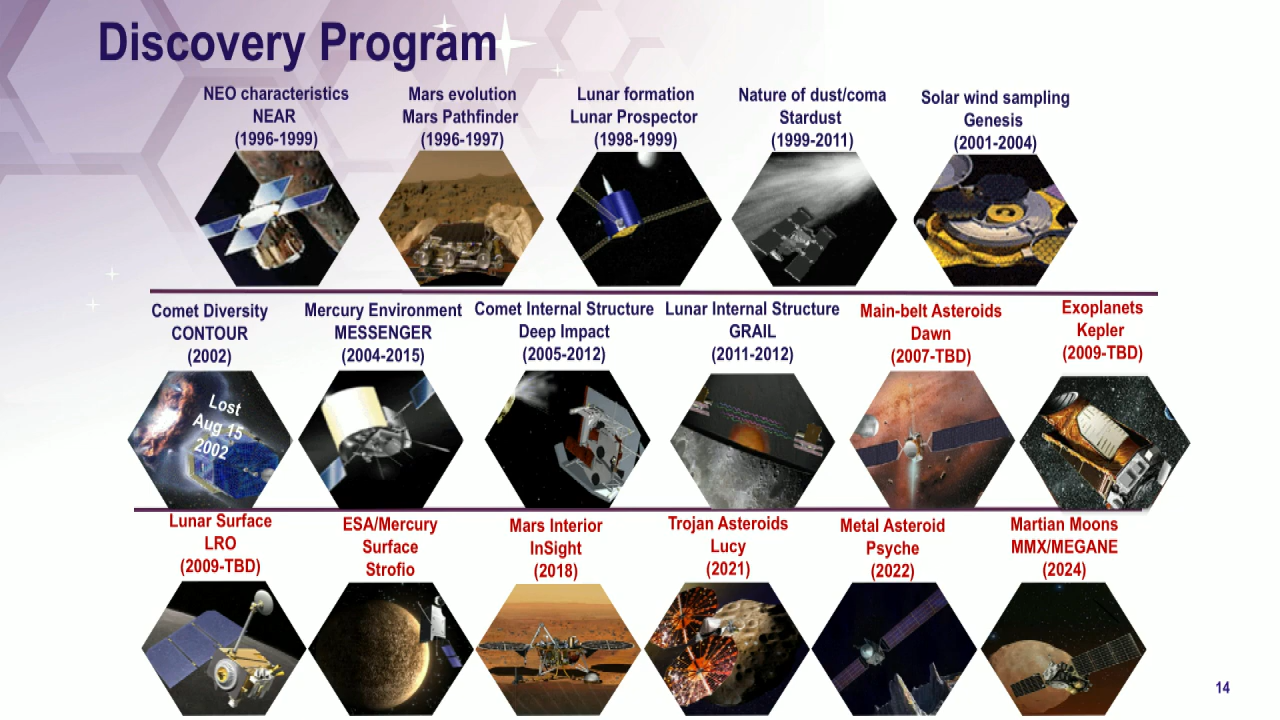 Discovery Program
NEO characteristics
NEAR
(1996-1999)
Mars evolution
Mars Pathfinder
(1996-1997)
Lunar formation
Lunar Prospector
(1998-1999)
Nature of dust/coma
Stardust
(1999-2011)
Solar wind sampling
Genesis
(2001-2004)
Comet Diversity
CONTOUR
(2002)
Lost
Aug 15
2002
Mercury Environment
MESSENGER
(2004-2015)
Comet Internal Structure
Deep Impact
(2005-2012)
Lunar Internal Structure
GRAIL
(2011-2012)
Main-belt Asteroids
Dawn
(2007-TBD)
Exoplanets
Kepler
(2009-TBD)
Lunar Surface
LRO
(2009-TBD)
ESA/Mercury
Surface
Strofio
Mars Interior
InSight
(2018)
Trojan Asteroids
Lucy
(2021)
Metal Asteroid
Psyche
(2022)
Martian Moons
MMX/MEGANE
(2024)
14